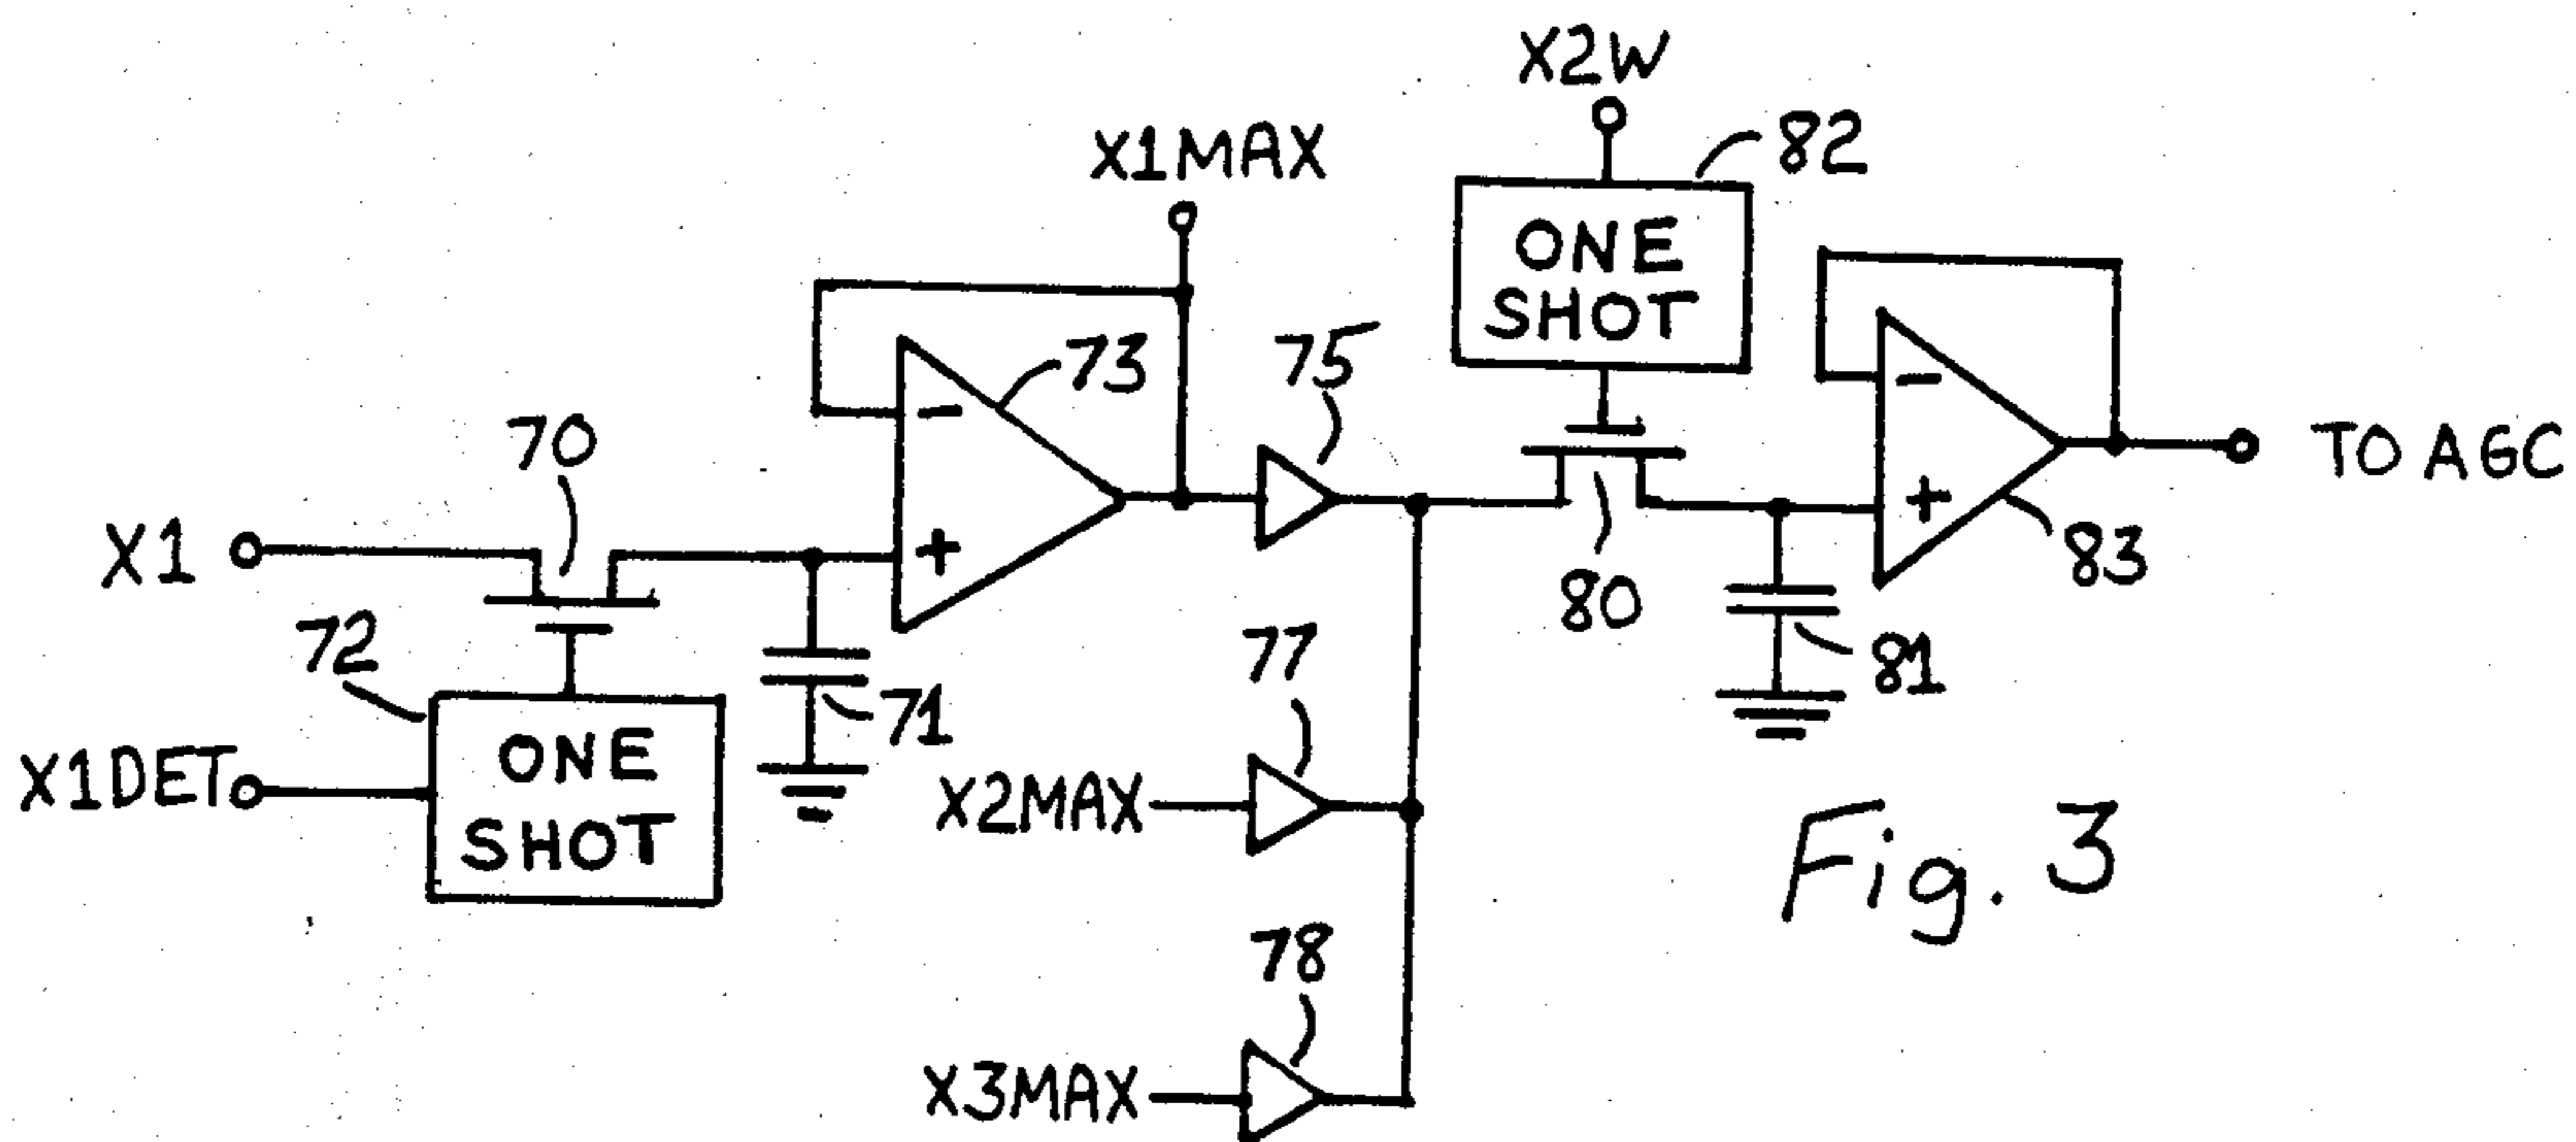 X2W
82
X1MAX
ONE
SHOT
73
75
70
TO AGC
X1
83
80
72
77
81
71
X1DET
ONE
SHOT
X2MAX
Fig. 3
78
X3MAX
-
+
-
+